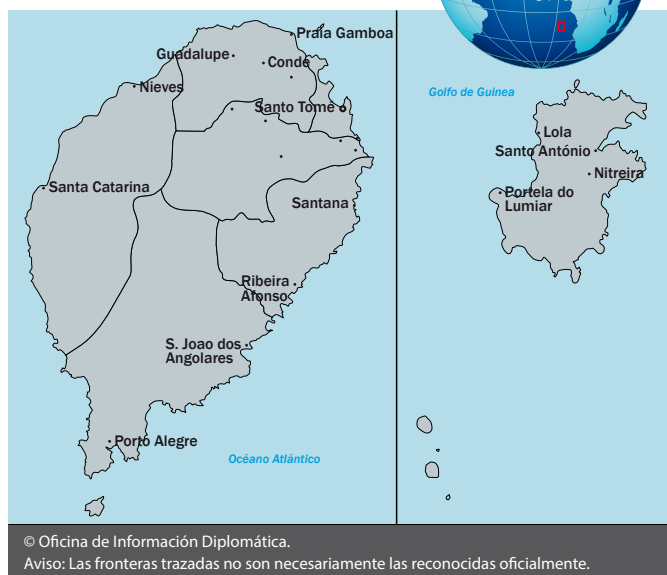 Praia Gamboa
Guadalupe
Conde
Nieves
Santo Tomé
Santa Catarina
Santana
Ribeira
Afonso
S. Joao dos
Angolares
Porto Alegre
Océano Atlántico
Golfo de Guinea
Lola
Santo António
Nitreira
Portela do
Lumiar
© Oficina de Información Diplomática.
Aviso: Las fronteras trazadas no son necesariamente las reconocidas oficialmente.